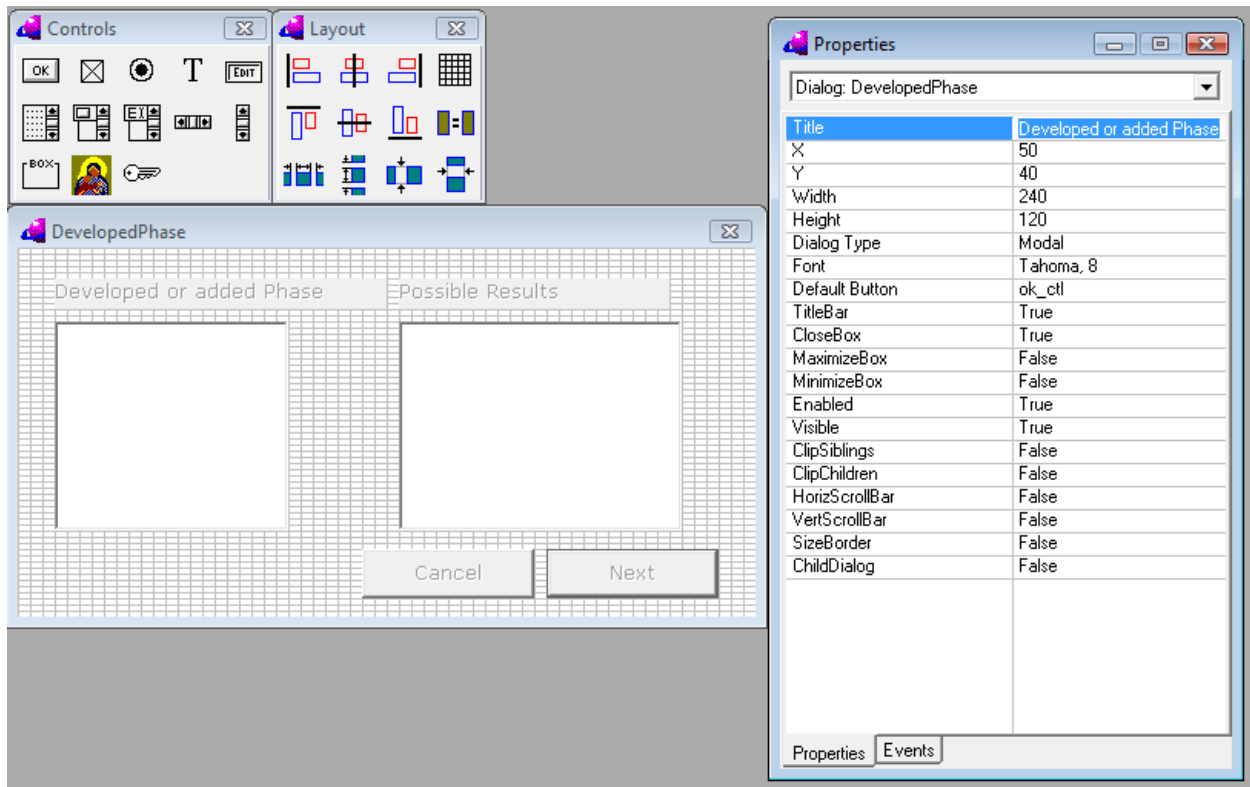 Controls
Layout
OK
T
EDIT
BOX
DevelopedPhase
Developed or added Phase
Possible Results
Cancel
Next
Properties
Dialog: DevelopedPhase
Title Developed or added Phase
X 50
Y 40
Width 240
Height 120
Dialog Type Modal
Font Tahoma, 8
Default Button ok_ctl
TitleBar True
CloseBox True
MaximizeBox False
MinimizeBox False
Enabled True
Visible True
ClipSiblings False
ClipChildren False
HorizScrollBar False
VertScrollBar False
SizeBorder False
ChildDialog False
Properties Events